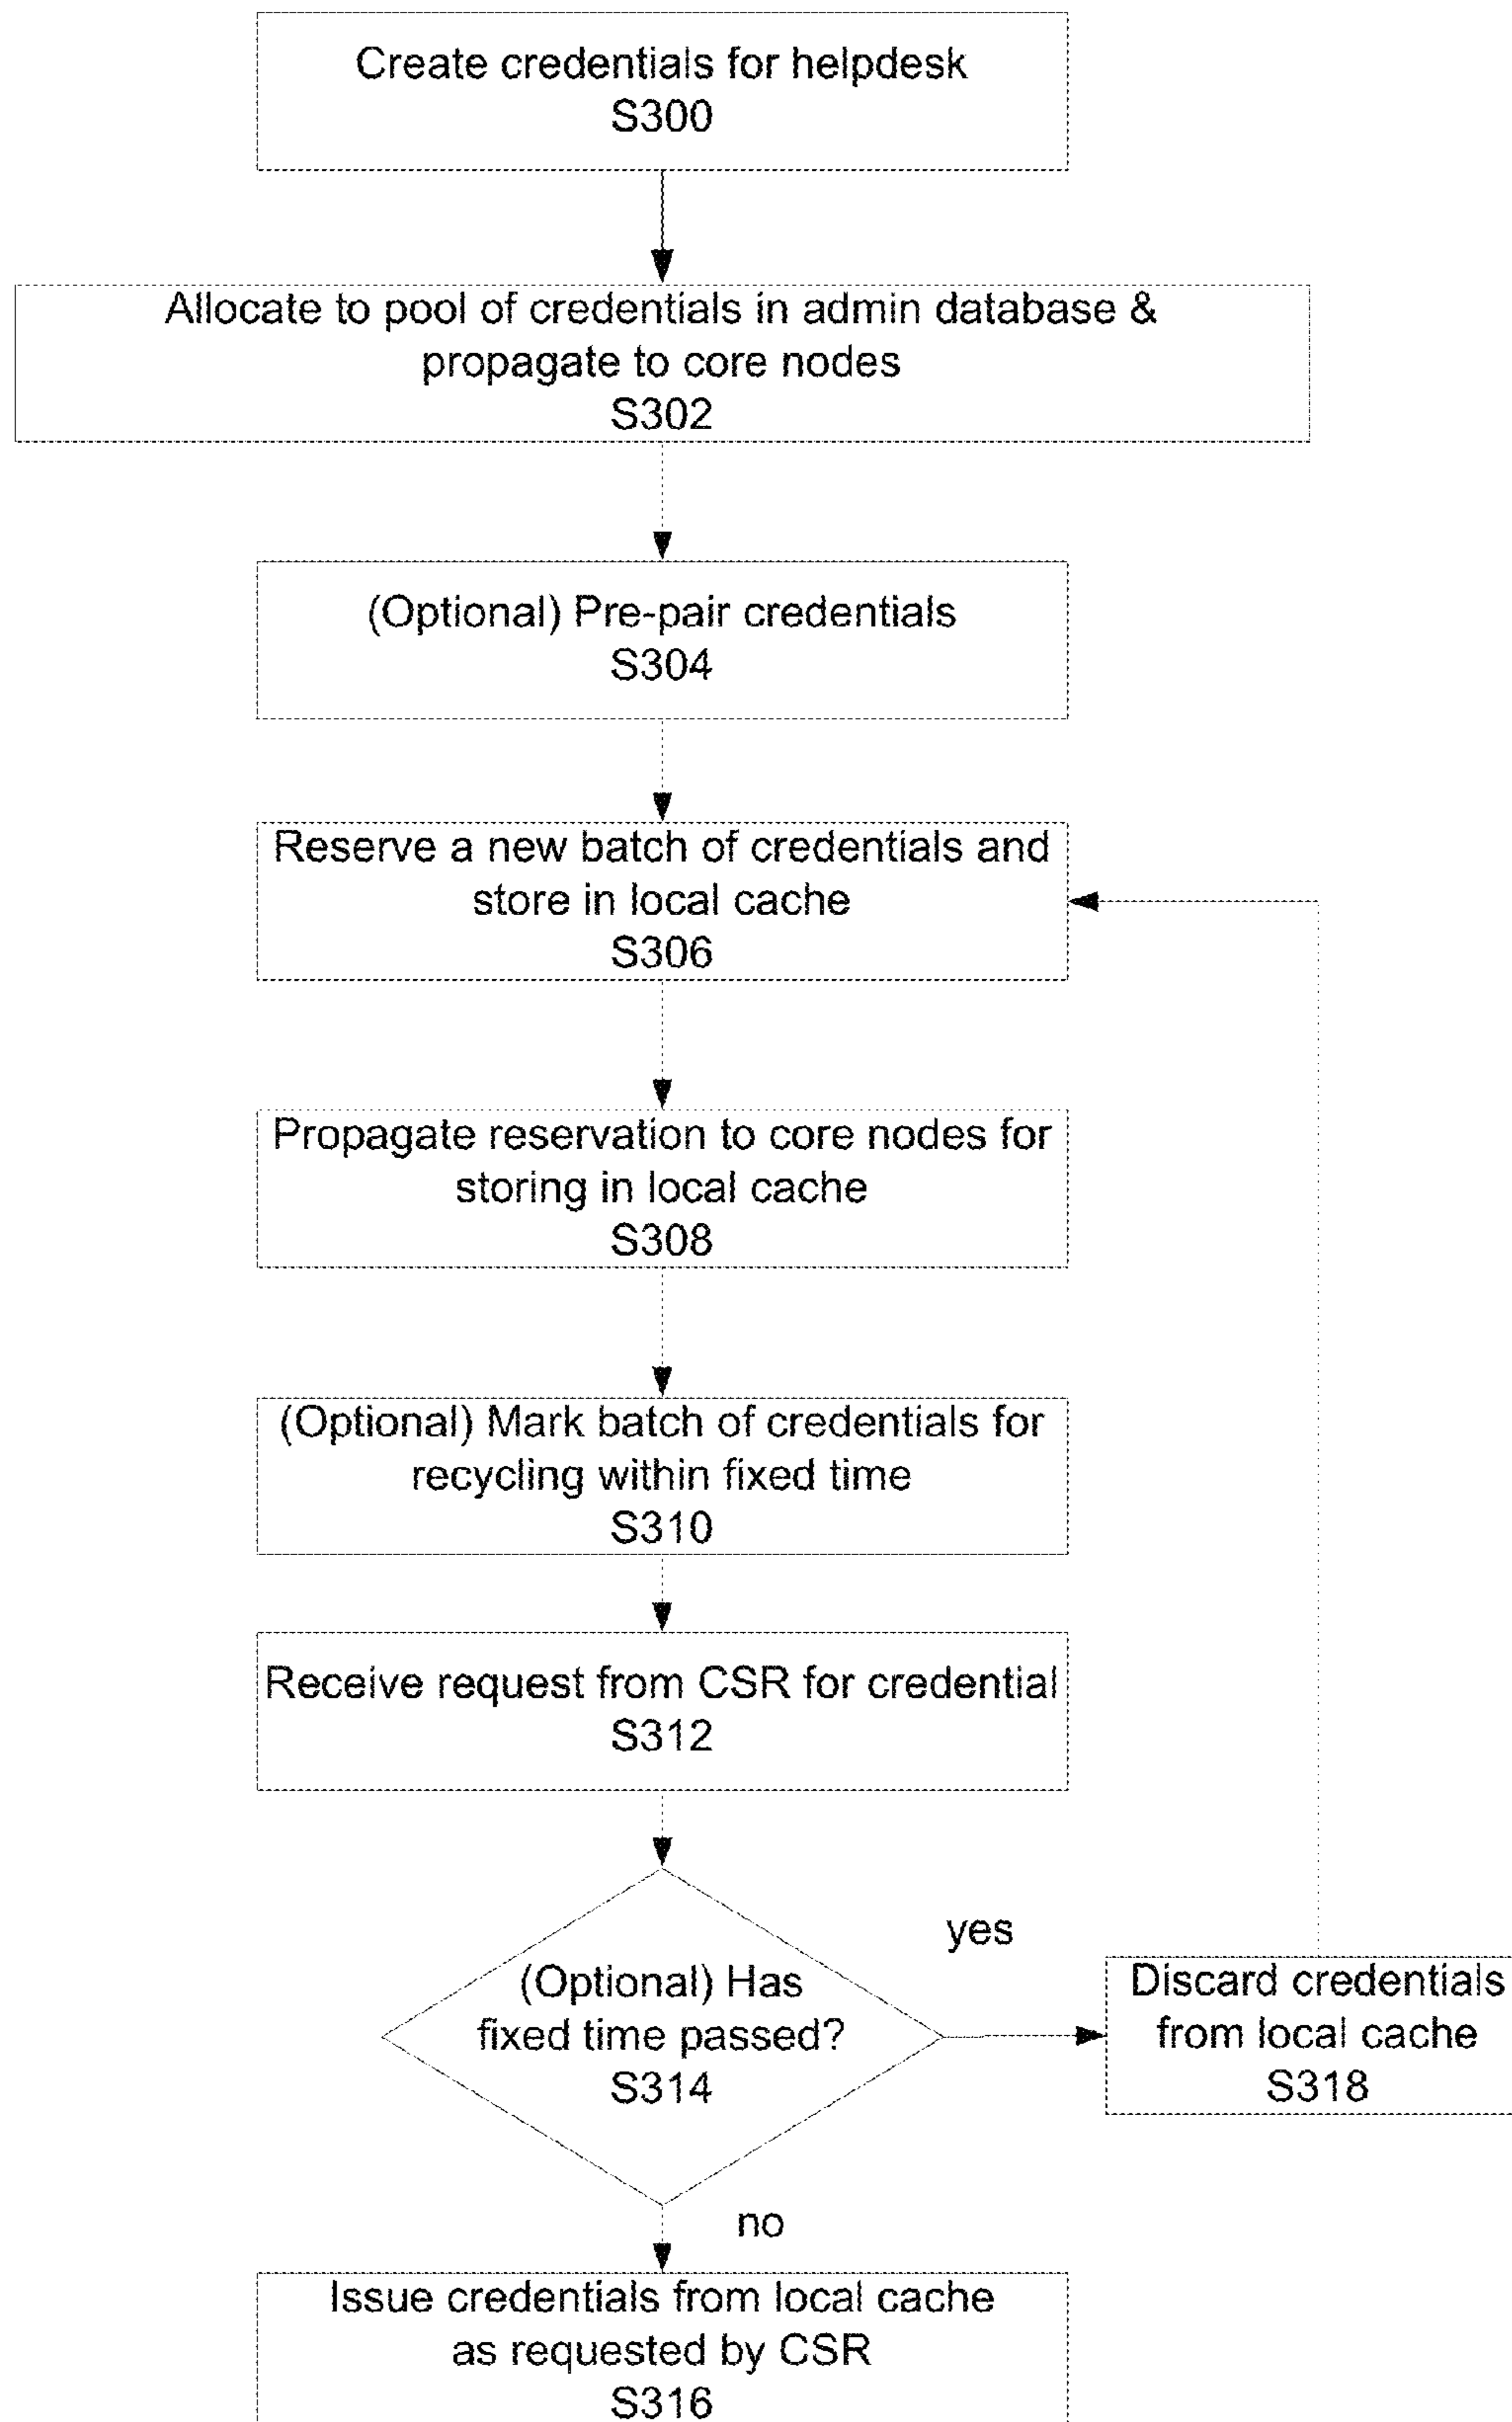 Create credentials for helpdesk
S300
Allocate to pool of credentials in admin database &
propagate to core nodes
S302
(Optional) Pre-pair credentials
S304
Reserve a new batch of credentials and
store in local cache
S306
Propagate reservation to core nodes for
storing in local cache
S308
(Optional) Mark batch of credentials for
recycling within fixed time
S310
Receive request from CSR for credential
S312
yes
(Optional) Has
fixed time passed?
S314
Discard credentials
from local cache
S318
no
Issue credentials from local cache
as requested by CSR
S316